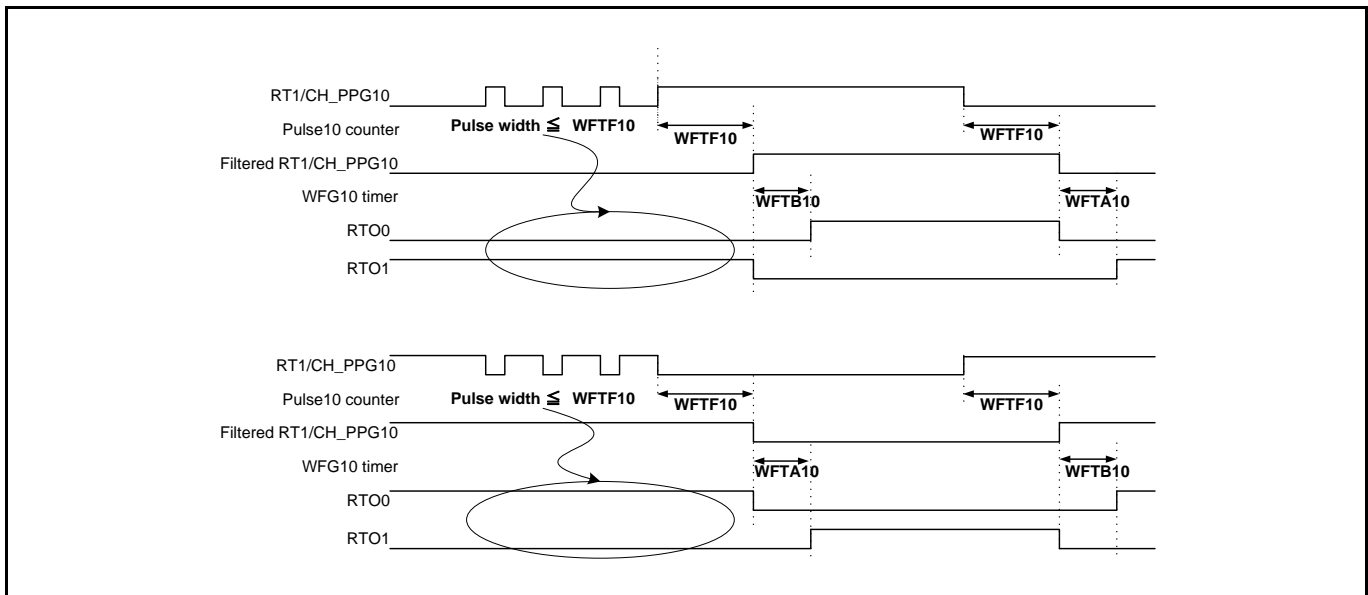 RT1/CH_PPG10
Pulse10 counter
Pulse width ≦ WFTF10
WFTF10
WFTF10
Filtered RT1/CH_PPG10
WFG10 timer
WFTB10
WFTA10
RTO0
RTO1
RT1/CH_PPG10
Pulse10 counter
Pulse width ≦ WFTF10
WFTF10
WFTF10
Filtered RT1/CH_PPG10
WFG10 timer
WFTA10
WFTB10
RTO0
RTO1